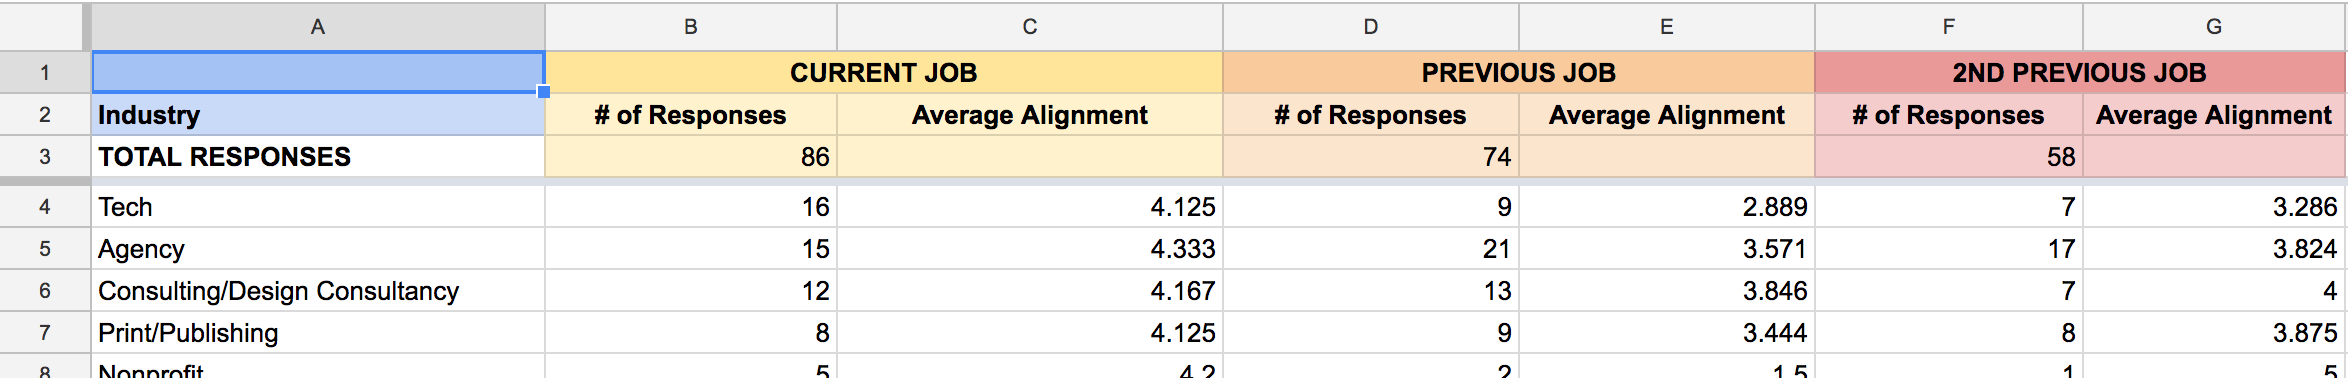 A B C D E F G
1 CURRENT JOB PREVIOUS JOB 2ND PREVIOUS JOB
2 Industry # of Responses Average Alignment # of Responses Average Alignment # of Responses Average Alignment
3 TOTAL RESPONSES 86 74 58
4 Tech 16 4.125 9 2.889 7 3.286
5 Agency 15 4.333 21 3.571 17 3.824
6 Consulting/Design Consultancy 12 4.167 13 3.846 7 4
7 Print/Publishing 8 4.125 9 3.444 8 3.875
8 Nonprofit 5 4.2 2 1.5 1 5